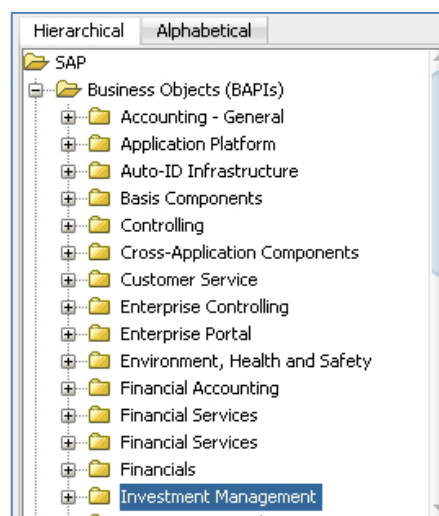 Hierarchical Alphabetical
SAP
Business Objects (BAPIs)
Accounting - General
Application Platform
Auto-ID Infrastructure
Basis Components
Controlling
Cross-Application Components
Customer Service
Enterprise Controlling
Enterprise Portal
Environment, Health and Safety
Financial Accounting
Financial Services
Financial Services
Financials
Investment Management